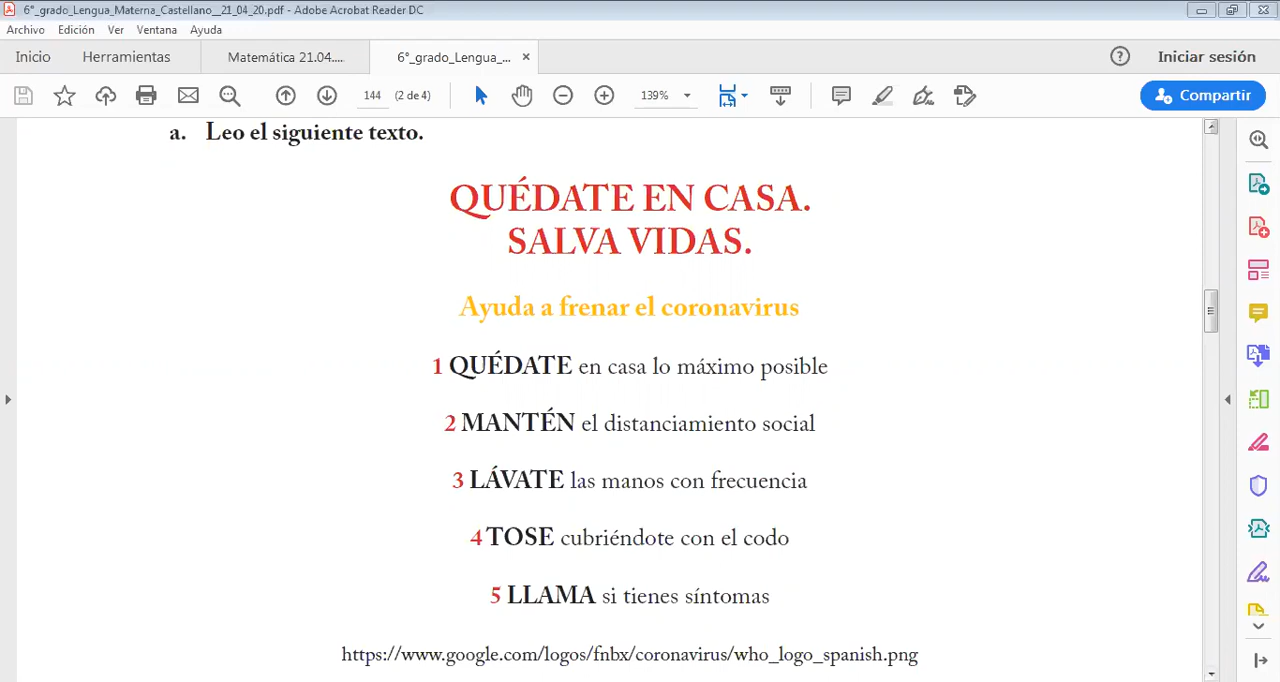 6°_grado_Lengua_Materna_Castellano__21_04_20.pdf - Adobe Acrobat Reader DC
Archivo Edición Ver Ventana Ayuda
Inicio Herramientas Matemática 21.04.... 6°_grado_Lengua_... × ? Iniciar sesión
144 (2 de 4) 139% Compartir
a. Leo el siguiente texto.
QUÉDATE EN CASA.
SALVA VIDAS.
Ayuda a frenar el coronavirus
1 QUÉDATE en casa lo máximo posible
2 MANTÉN el distanciamiento social
3 LÁVATE las manos con frecuencia
4 TOSE cubriéndote con el codo
5 LLAMA si tienes síntomas
https://www.google.com/logos/fnbx/coronavirus/who_logo_spanish.png